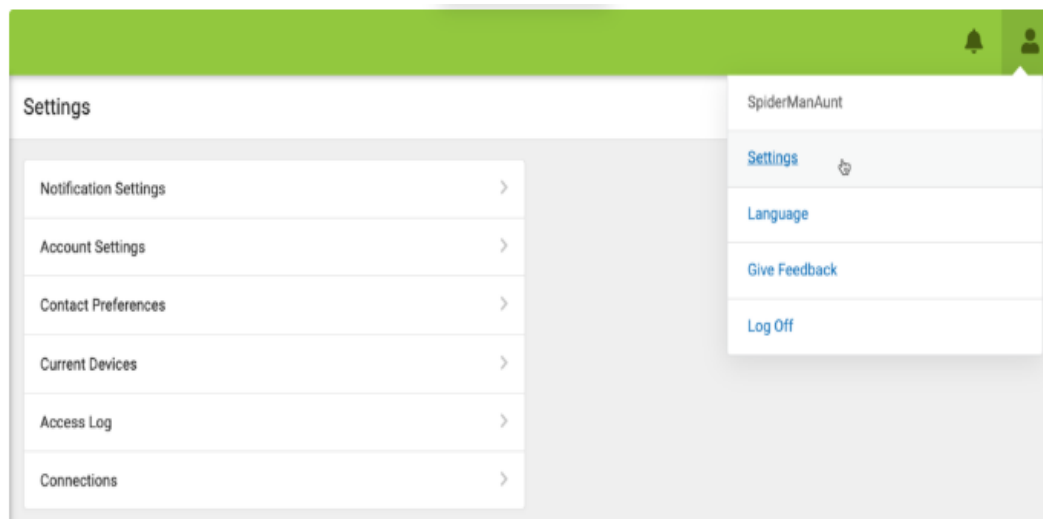 Settings
Notification Settings
Account Settings
Contact Preferences
Current Devices
Access Log
Connections
SpiderManAunt
Settings
Language
Give Feedback
Log Off